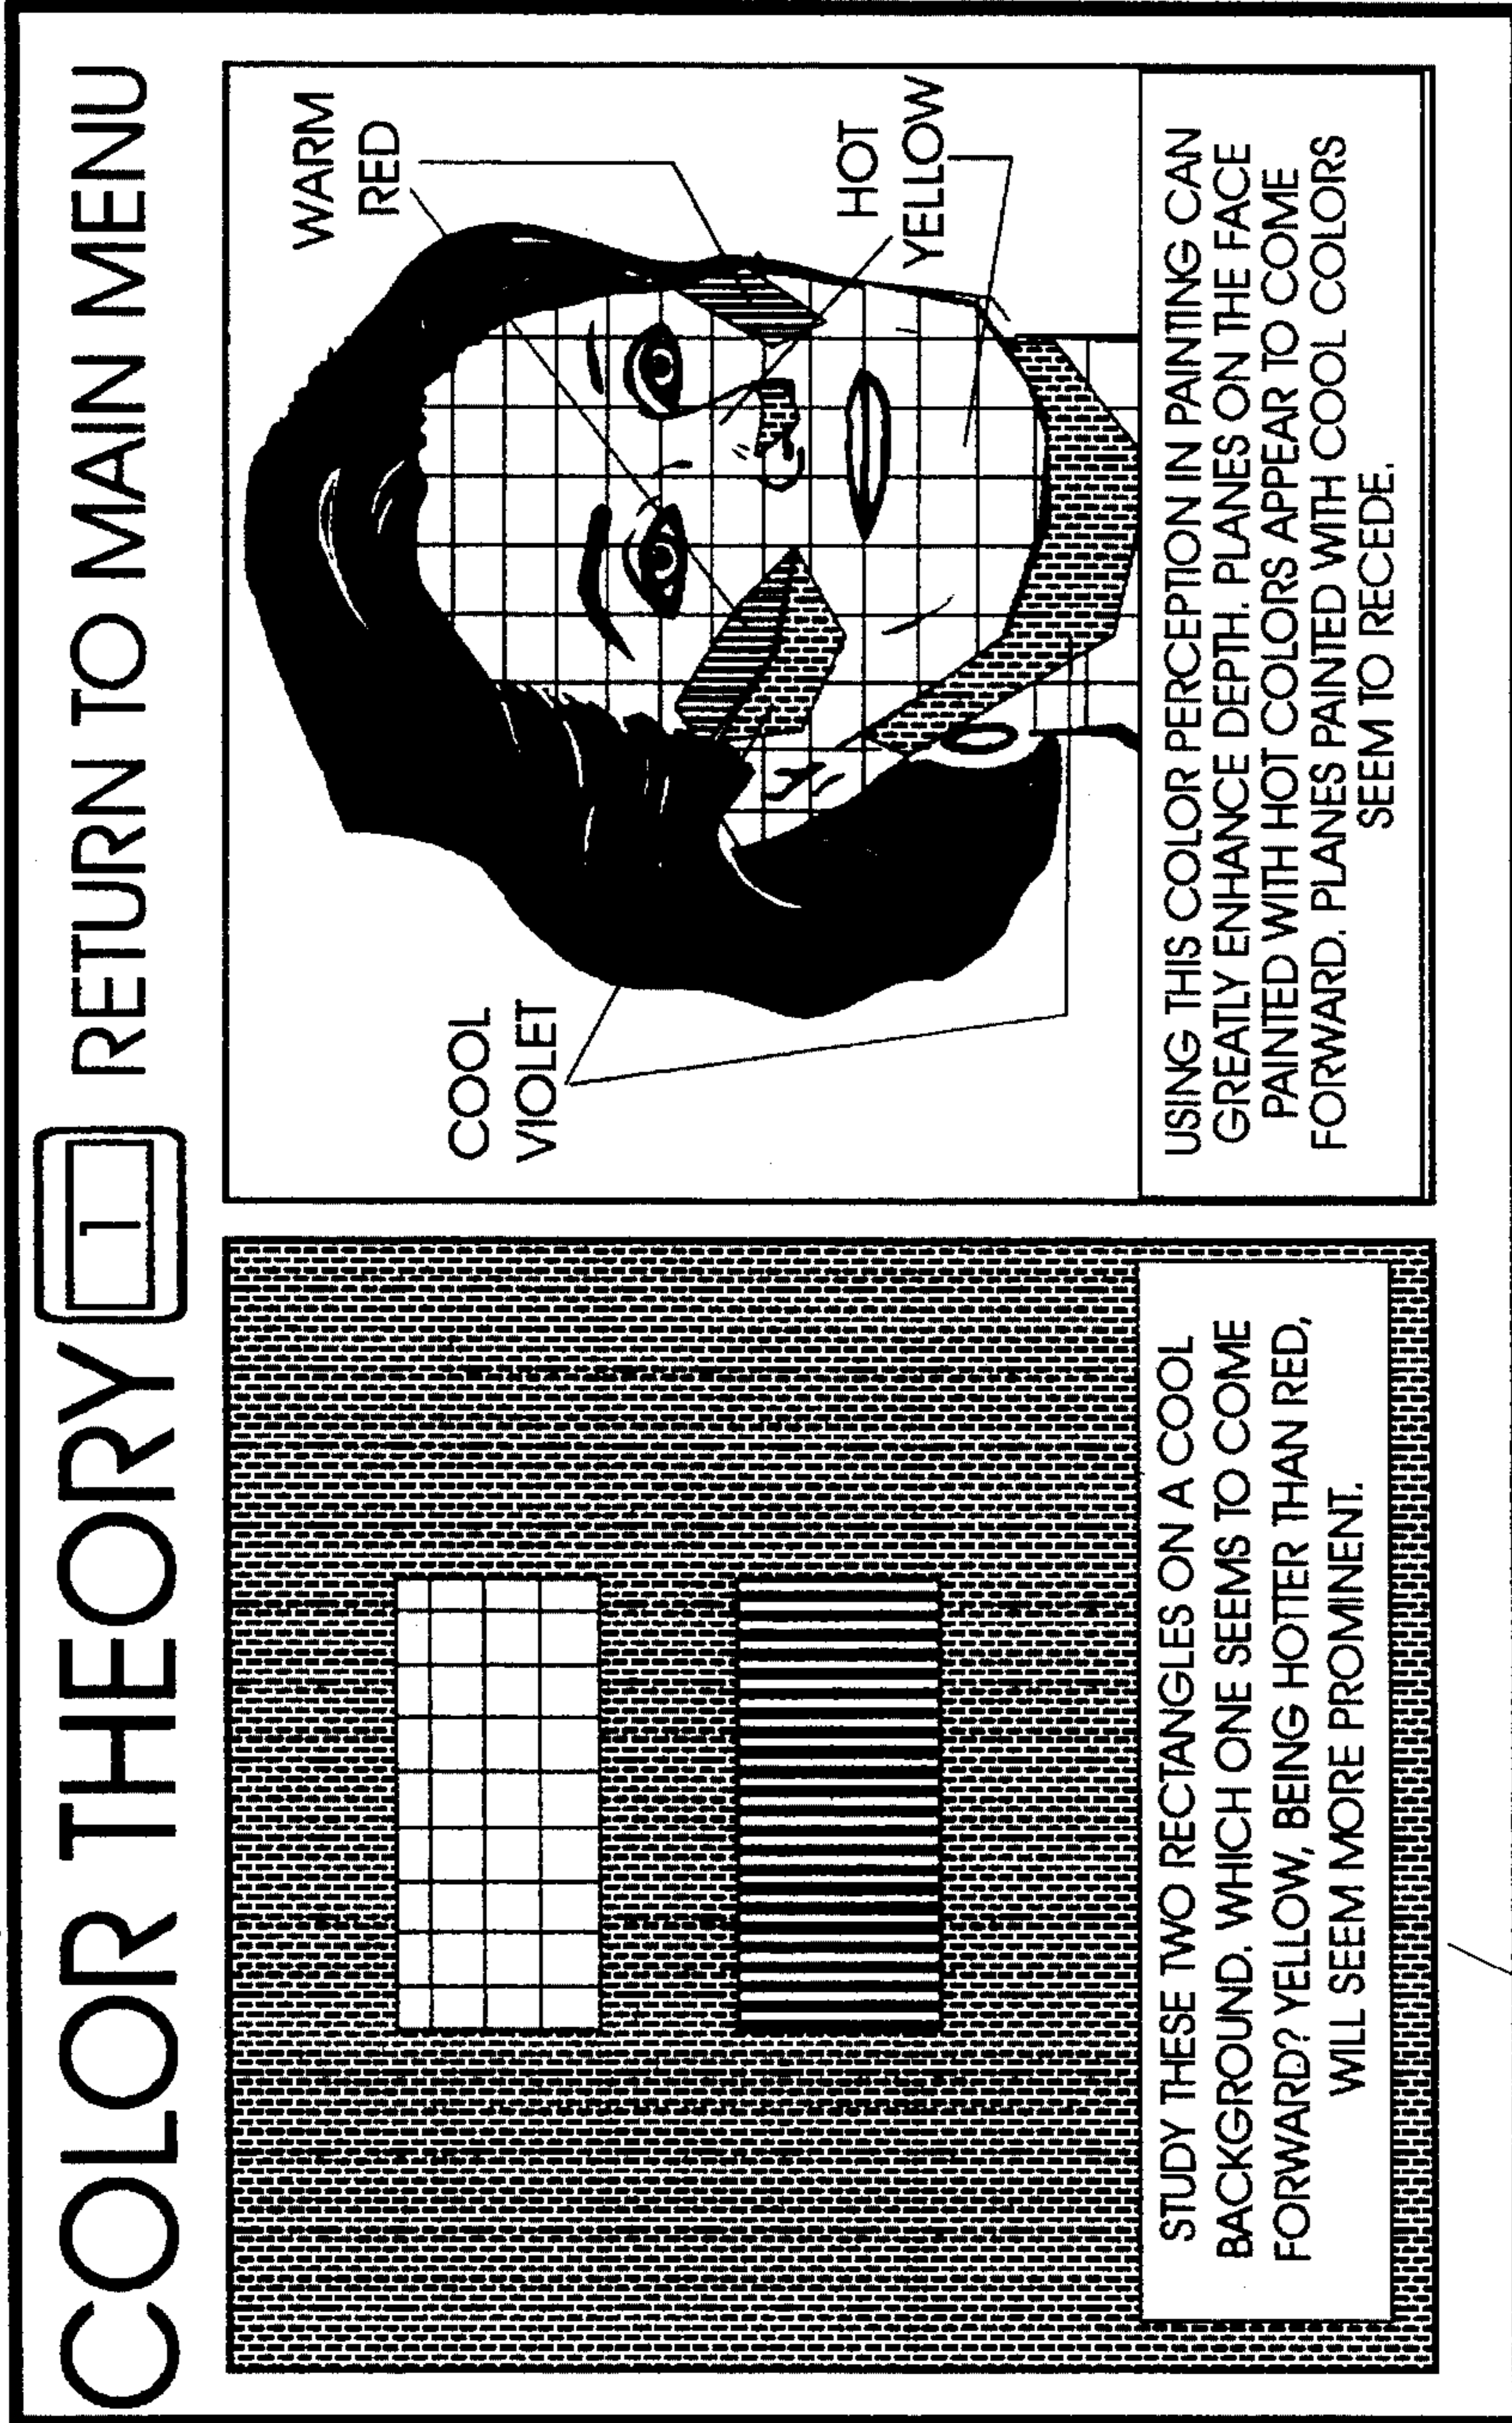 COLOR THEORY 1 RETURN TO MAIN MENU
STUDY THESE TWO RECTANGLES ON A COOL
BACKGROUND. WHICH ONE SEEMS TO COME
FORWARD? YELLOW, BEING HOTTER THAN RED,
WILL SEEM MORE PROMINENT.
COOL
VIOLET
WARM
RED
HOT
YELLOW
USING THIS COLOR PERCEPTION IN PAINTING CAN
GREATLY ENHANCE DEPTH. PLANES ON THE FACE
PAINTED WITH HOT COLORS APPEAR TO COME
FORWARD. PLANES PAINTED WITH COOL COLORS
SEEM TO RECEDE.